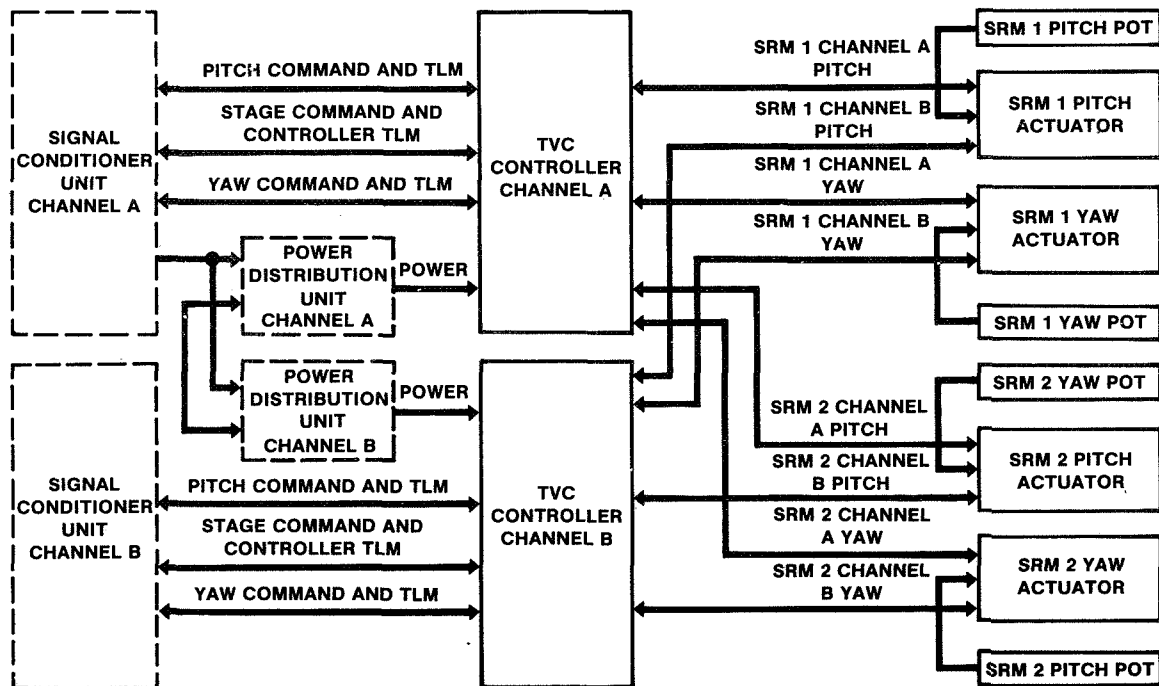 SIGNAL
CONDITIONER
UNIT
CHANNEL A
PITCH COMMAND AND TLM
STAGE COMMAND AND
CONTROLLER TLM
YAW COMMAND AND TLM
POWER
DISTRIBUTION
UNIT
CHANNEL A
POWER
TVC
CONTROLLER
CHANNEL A
SRM 1 CHANNEL A
PITCH
SRM 1 CHANNEL B
PITCH
SRM 1 CHANNEL A
YAW
SRM 1 CHANNEL B
YAW
SRM 1 PITCH POT
SRM 1 PITCH
ACTUATOR
SRM 1 YAW
ACTUATOR
SRM 1 YAW POT
SIGNAL
CONDITIONER
UNIT
CHANNEL B
POWER
DISTRIBUTION
UNIT
CHANNEL B
POWER
PITCH COMMAND AND TLM
STAGE COMMAND AND
CONTROLLER TLM
YAW COMMAND AND TLM
TVC
CONTROLLER
CHANNEL B
SRM 2 CHANNEL
A PITCH
SRM 2 CHANNEL
B PITCH
SRM 2 CHANNEL
A YAW
SRM 2 CHANNEL
B YAW
SRM 2 YAW POT
SRM 2 PITCH
ACTUATOR
SRM 2 YAW
ACTUATOR
SRM 2 PITCH POT